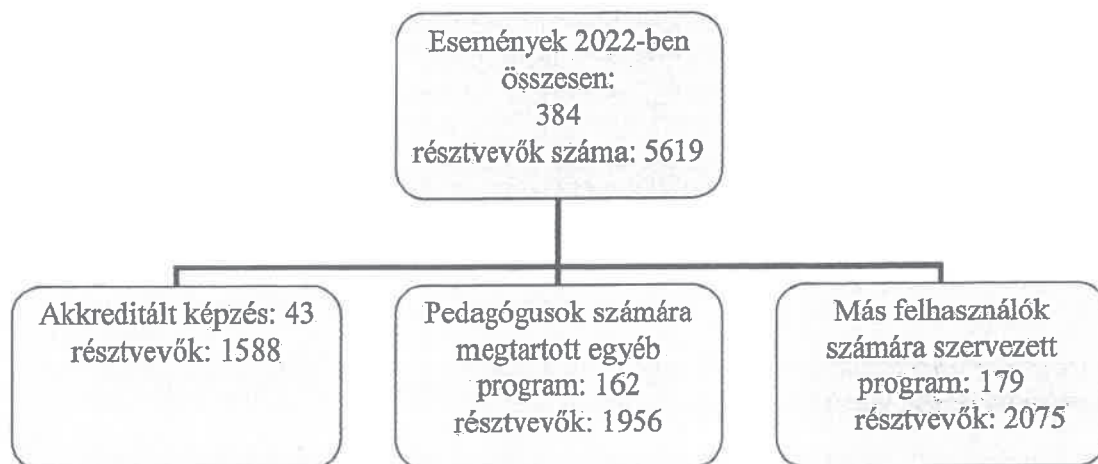 Események 2022-ben
összesen:
384
résztvevők száma: 5619
Akkreditált képzés: 43
résztvevők: 1588
Pedagógusok számára
megtartott egyéb
program: 162
résztvevők: 1956
Más felhasználók
számára szervezett
program: 179
résztvevők: 2075